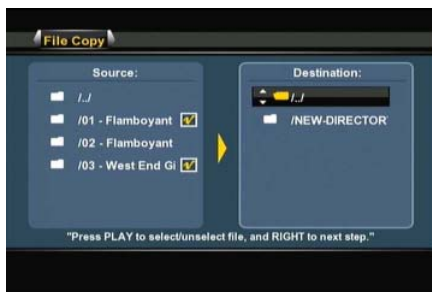 File Copy
Source:
/../
/01 - Flamboyant
/02 - Flamboyant
/03 - West End Gi
Destination:
/../
/NEW-DIRECTOR
"Press PLAY to select/unselect file, and RIGHT to next step."